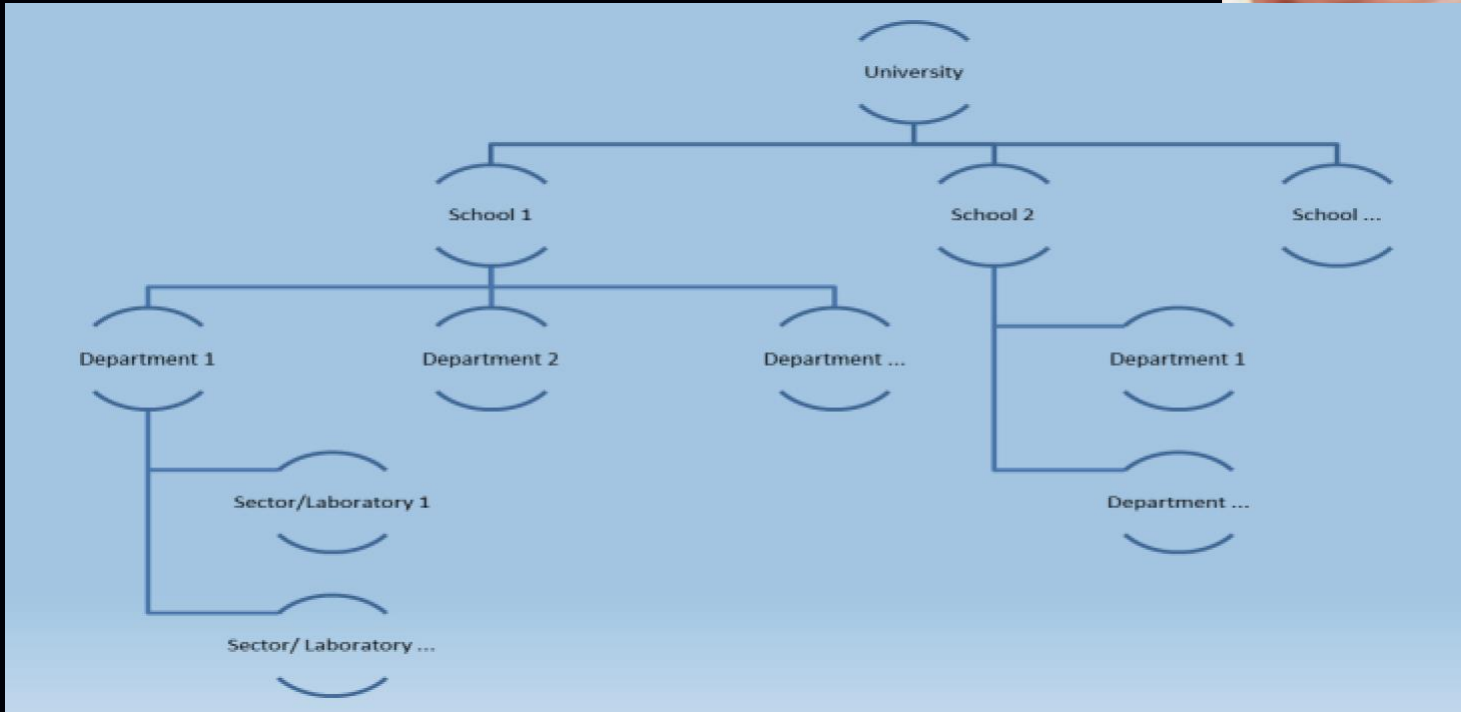 University
School 1
School 2
School ...
Department 1
Department 2
Department ...
Department 1
Sector/Laboratory 1
Department ...
Sector/ Laboratory ...